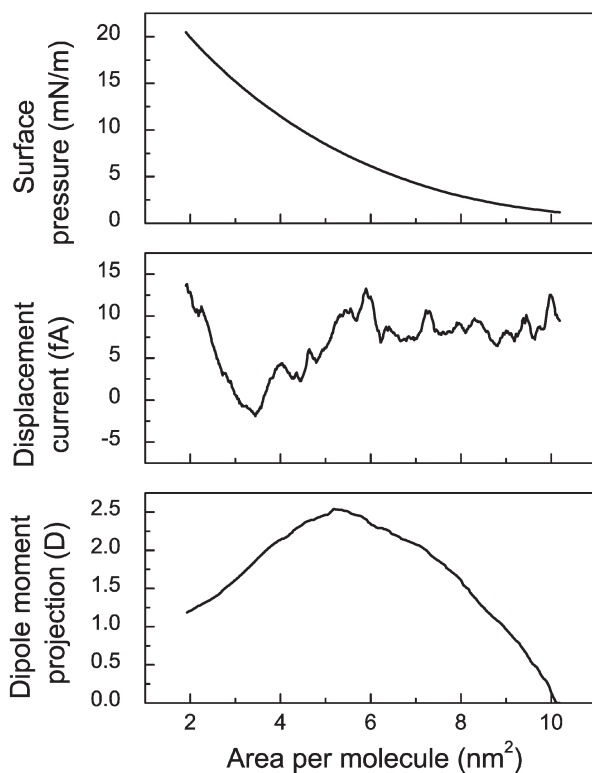 Surface
pressure (mN/m)
20
15
10
5
0
Displacement
current (fA)
15
10
5
0
-5
Dipole moment
projection (D)
2.5
2.0
1.5
1.0
0.5
0.0
2 4 6 8 10
Area per molecule (nm²)